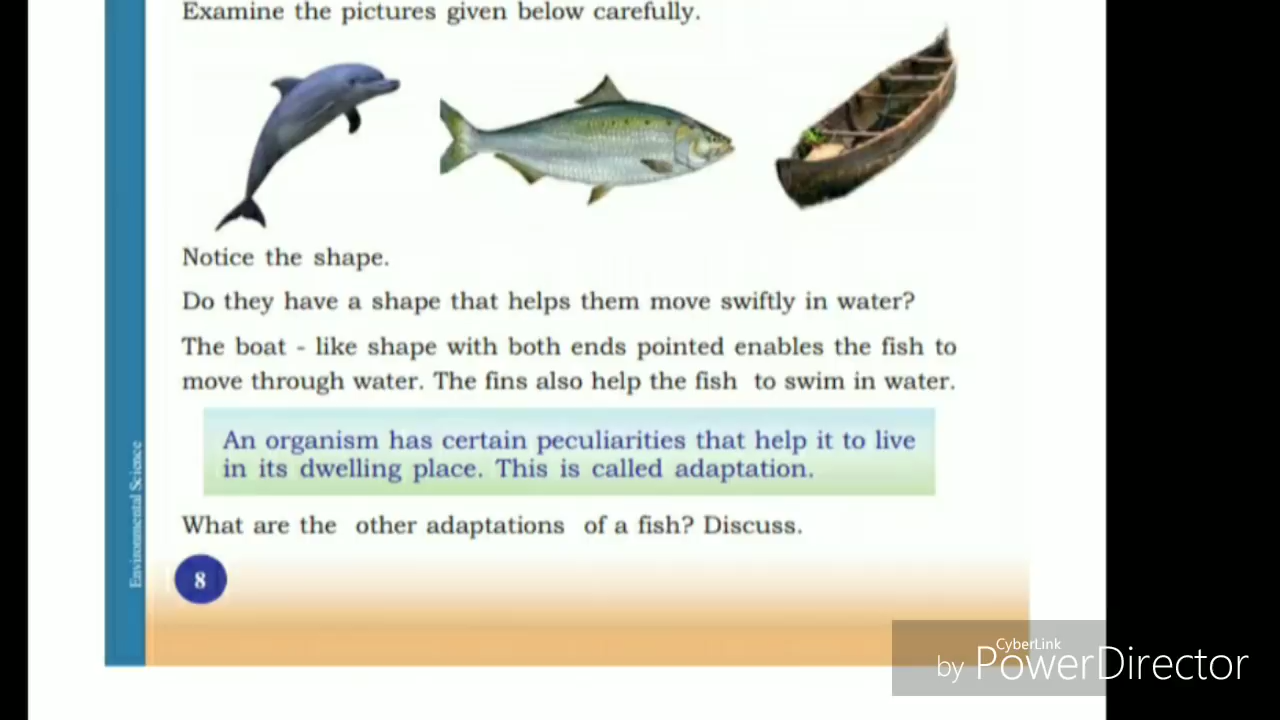 Examine the pictures given below carefully.
Notice the shape.
Do they have a shape that helps them move swiftly in water?
The boat - like shape with both ends pointed enables the fish to
move through water. The fins also help the fish to swim in water.
An organism has certain peculiarities that help it to live
in its dwelling place. This is called adaptation.
What are the other adaptations of a fish? Discuss.
Environmental Science
8
CyberLink
by PowerDirector